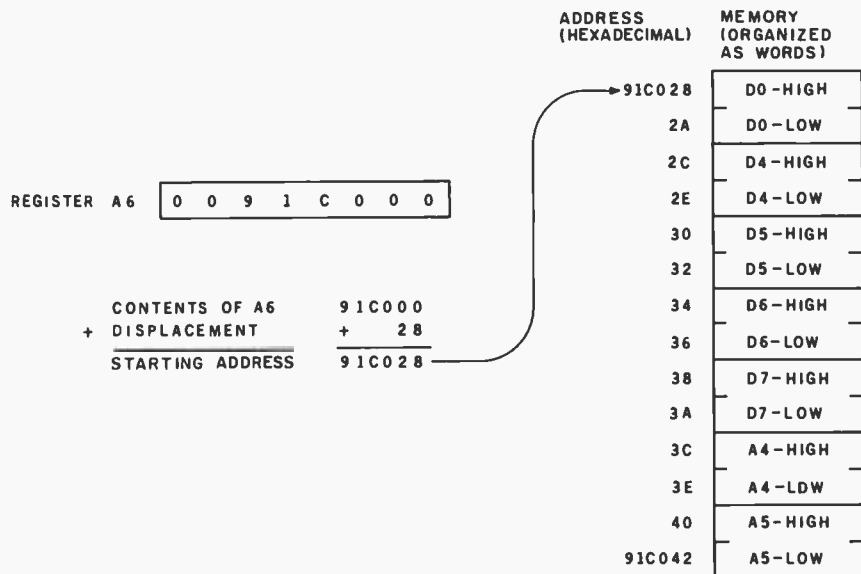 ADDRESS
(HEXADECIMAL)
MEMORY
(ORGANIZED
AS WORDS)
91C028 D0-HIGH
2A D0-LOW
2C D4-HIGH
2E D4-LOW
30 D5-HIGH
32 D5-LOW
34 D6-HIGH
36 D6-LOW
38 D7-HIGH
3A D7-LOW
3C A4-HIGH
3E A4-LOW
40 A5-HIGH
91C042 A5-LOW
REGISTER A6 0 0 9 1 C 0 0 0
CONTENTS OF A6 91C000
+ DISPLACEMENT + 28
STARTING ADDRESS 91C028